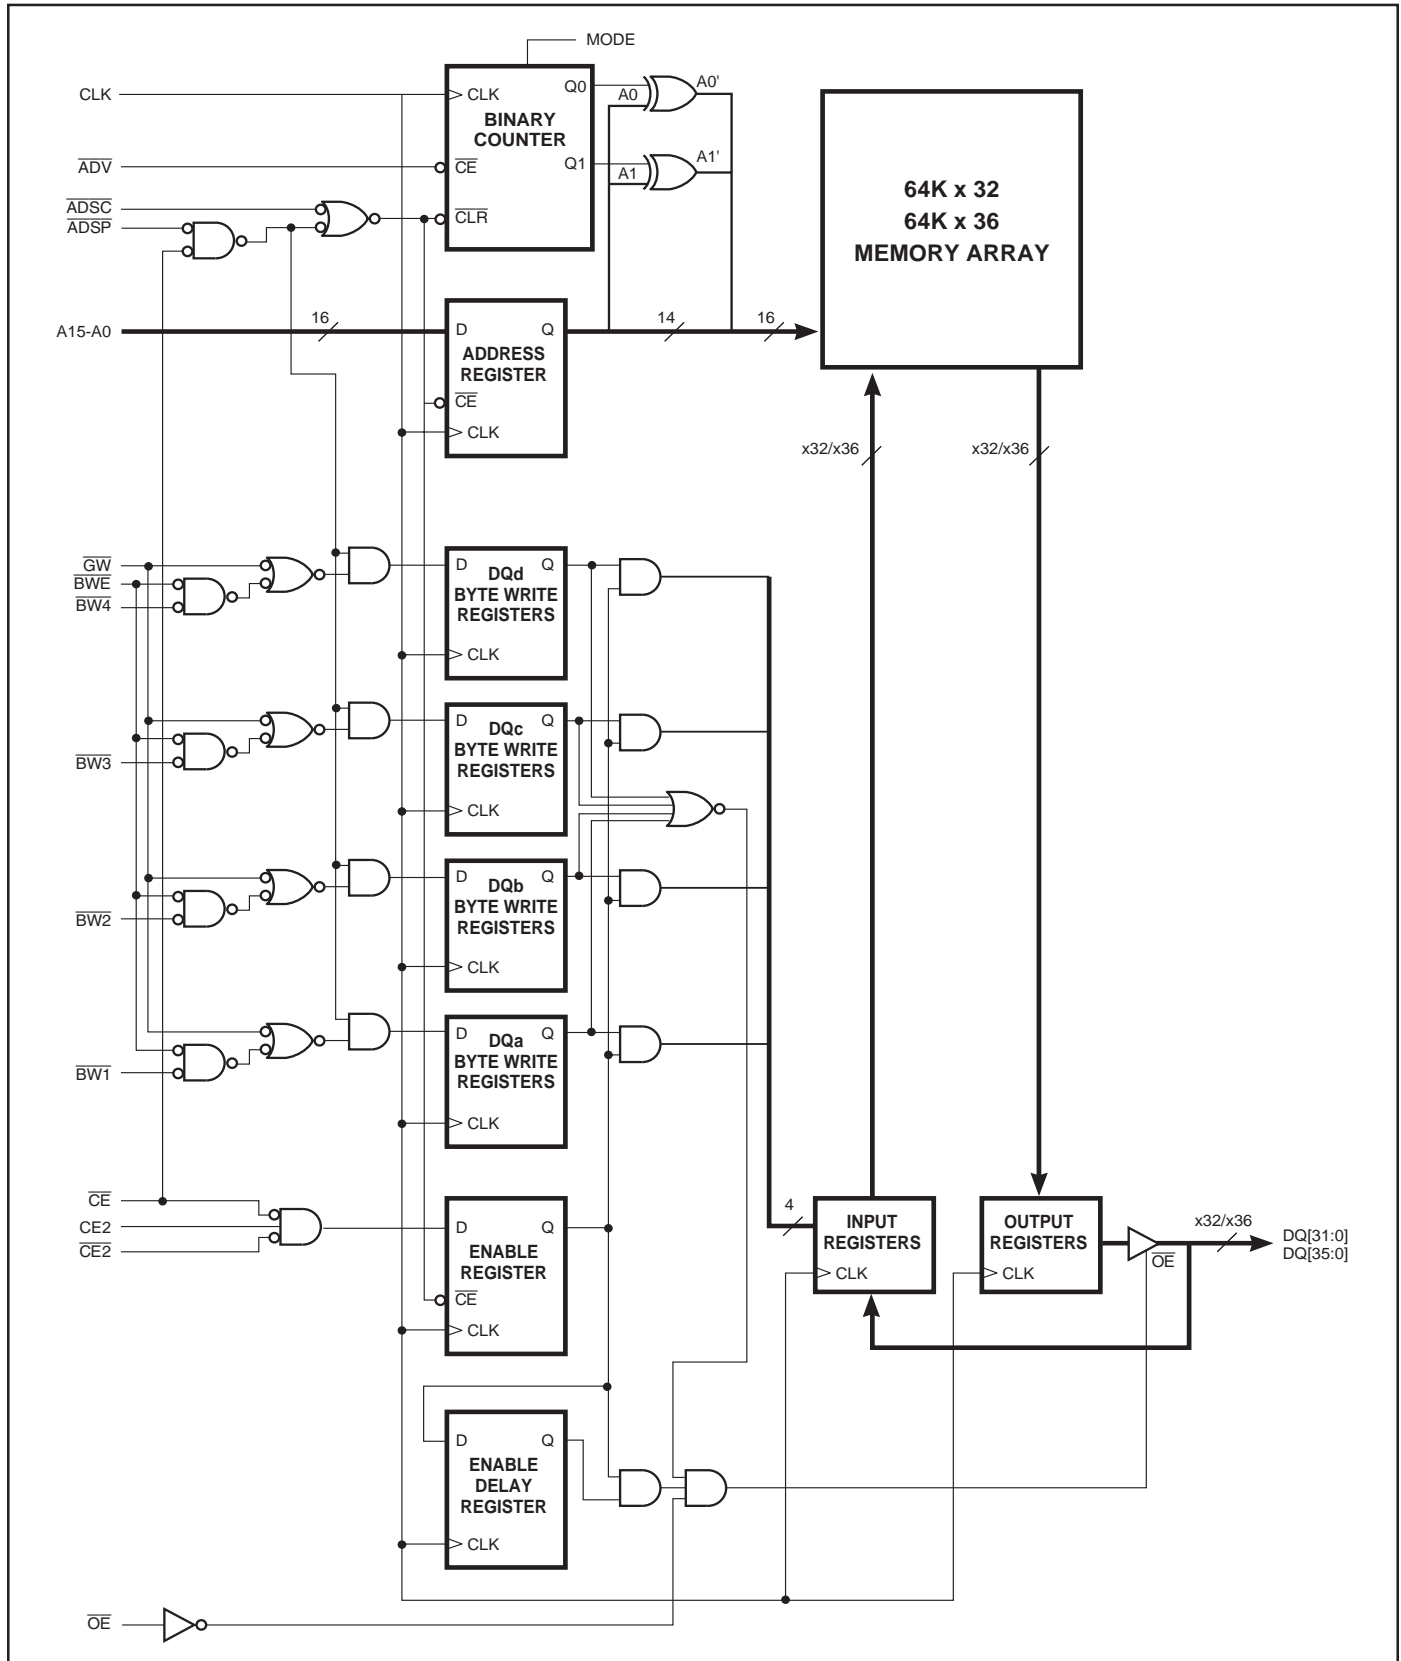 MODE
CLK
CLK
Q0
A0
A0'
BINARY
COUNTER
ADV
CE
Q1
A1
A1'
ADSC
ADSP
CLR
64K x 32
64K x 36
MEMORY ARRAY
A15-A0
16
D
Q
14
16
ADDRESS
REGISTER
CE
CLK
x32/x36
x32/x36
GW
BWE
BW4
D
Q
DQd
BYTE WRITE
REGISTERS
CLK
BW3
D
Q
DQc
BYTE WRITE
REGISTERS
CLK
BW2
D
Q
DQb
BYTE WRITE
REGISTERS
CLK
BW1
D
Q
DQa
BYTE WRITE
REGISTERS
CLK
CE
CE2
CE2
D
Q
ENABLE
REGISTER
CE
CLK
4
INPUT
REGISTERS
CLK
OUTPUT
REGISTERS
CLK
OE
x32/x36
DQ[31:0]
DQ[35:0]
D
Q
ENABLE
DELAY
REGISTER
CLK
OE